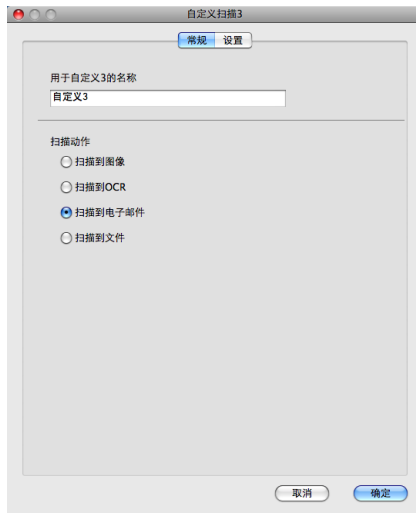 自定义扫描3
常规 设置
用于自定义3的名称
自定义3
扫描动作
扫描到图像
扫描到OCR
扫描到电子邮件
扫描到文件
取消 确定